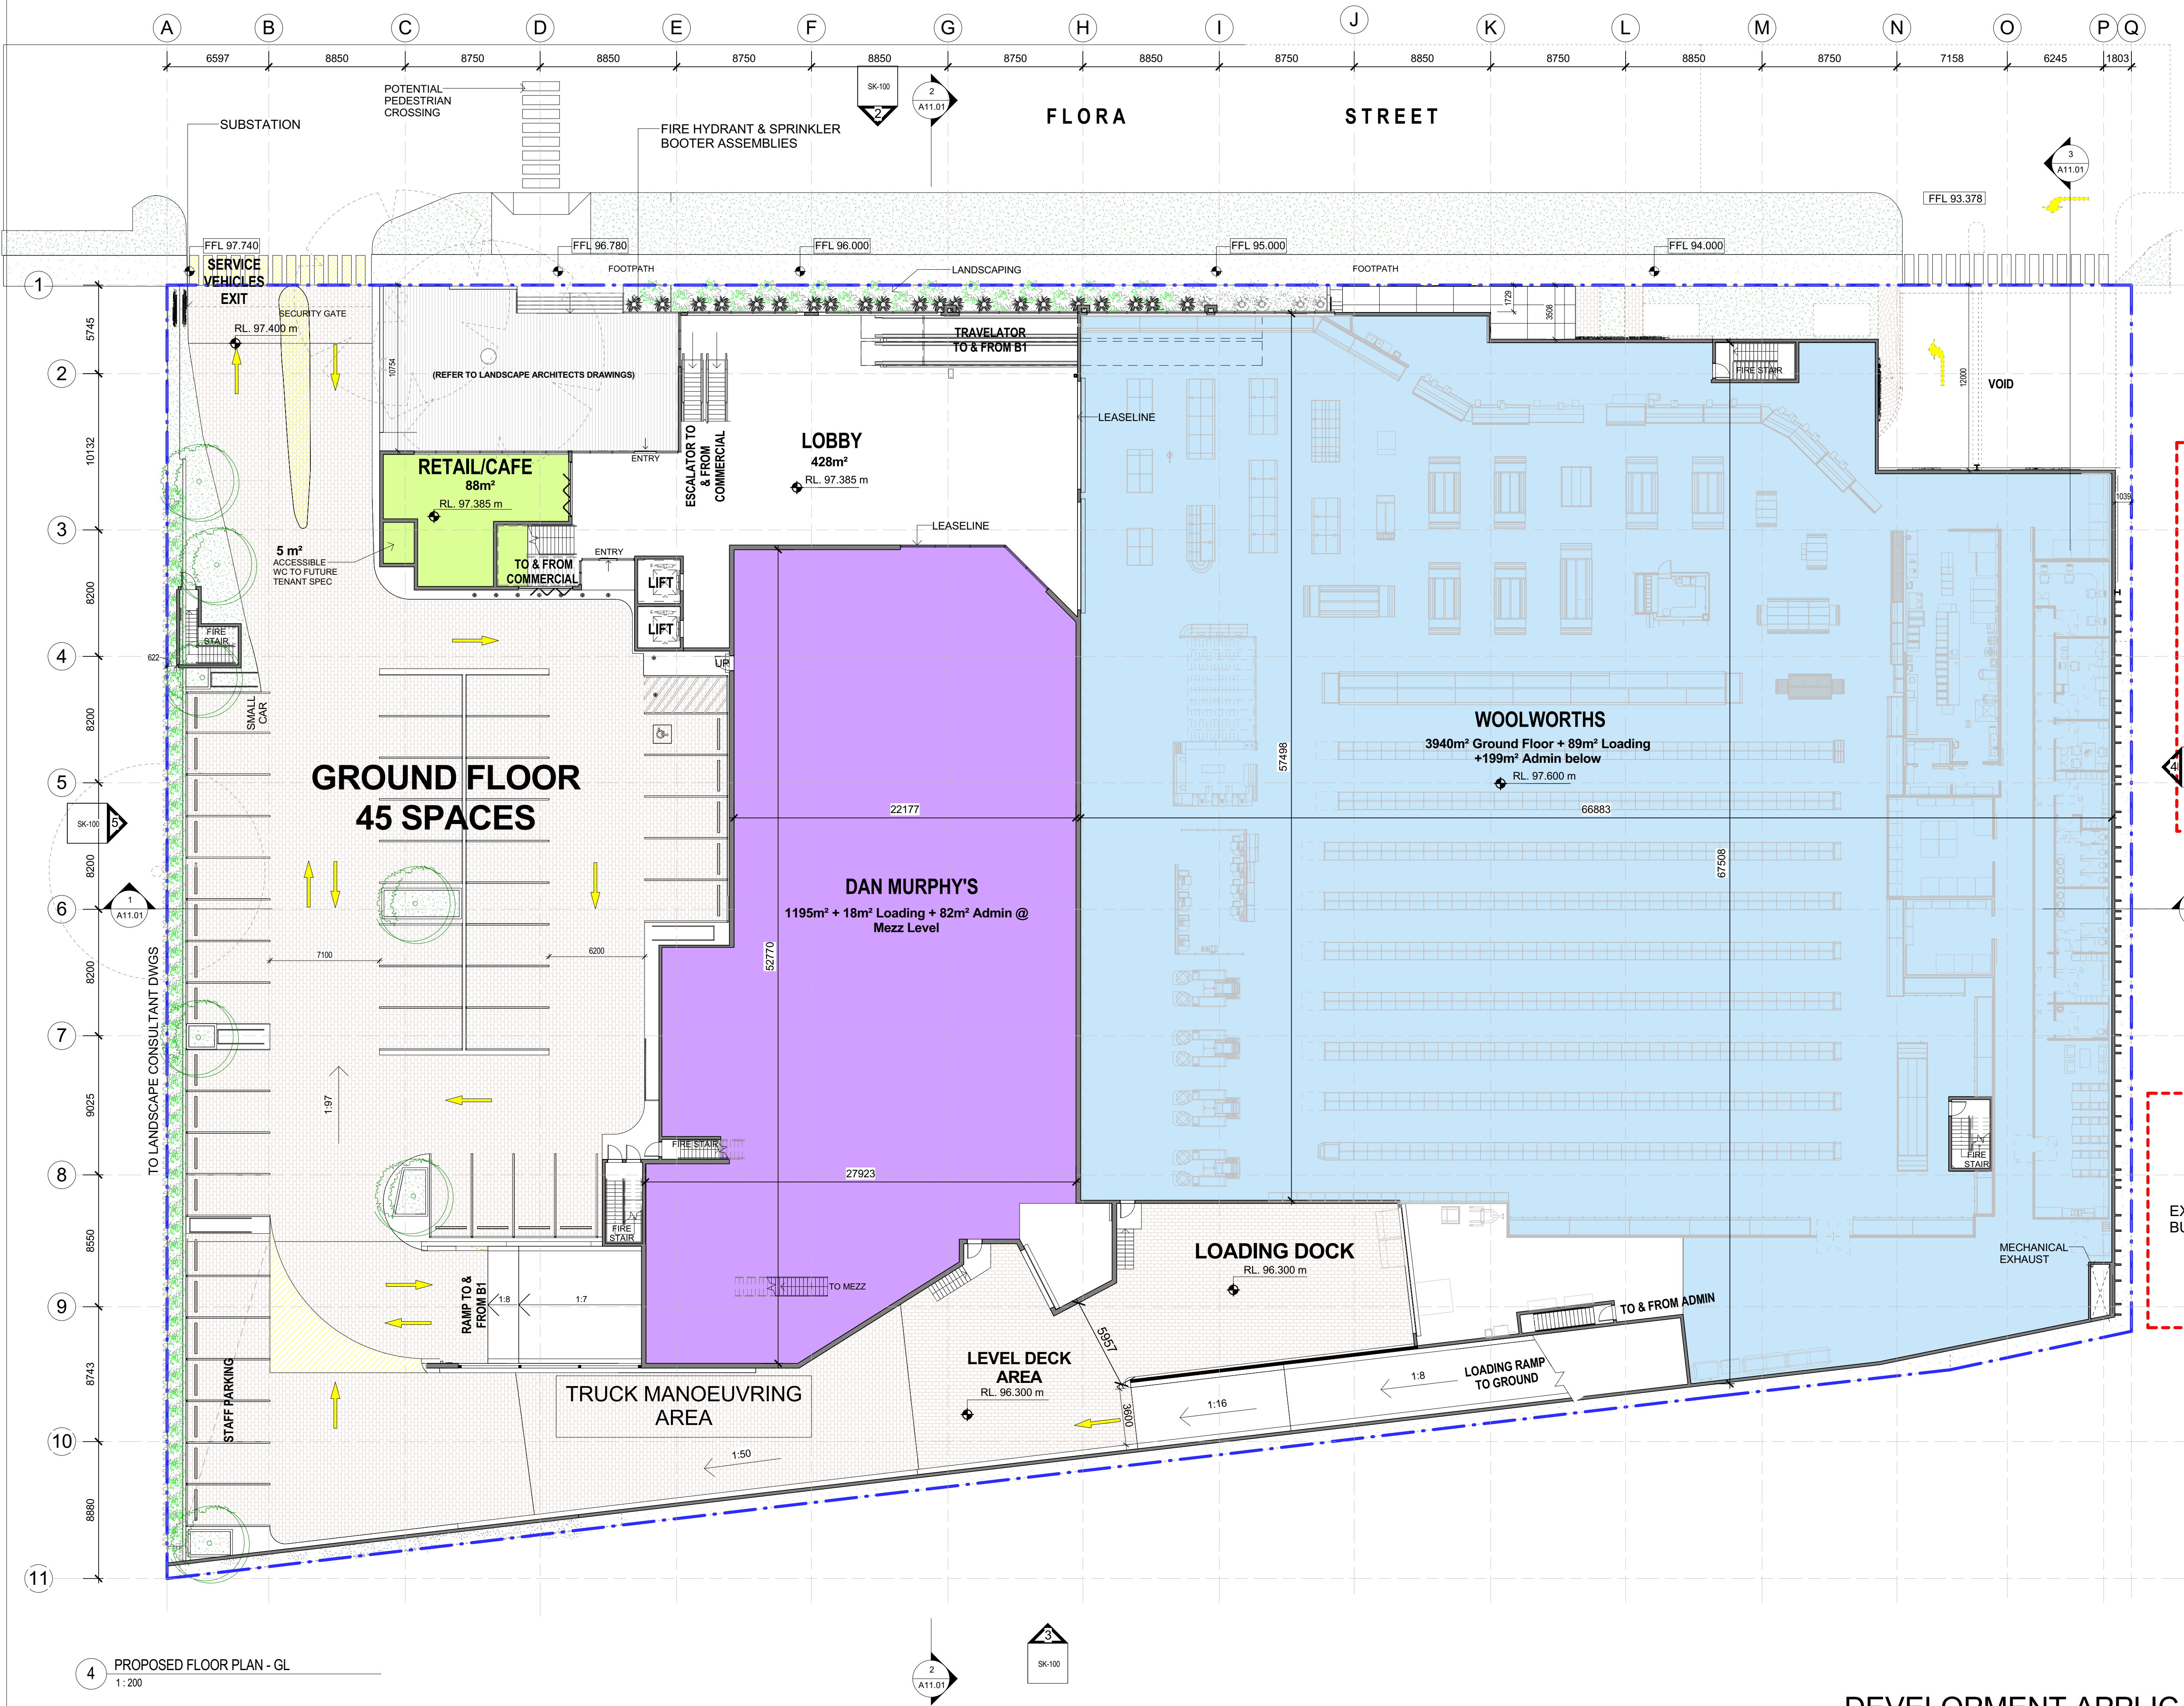 A B C D E F G H I J K L M N O P Q
6597 8850 8750 8850 8750 8850 8750 8850 8750 8850 8750 8850 8750 7158 6245 1803
POTENTIAL
PEDESTRIAN
CROSSING
SUBSTATION
FIRE HYDRANT & SPRINKLER
BOOTER ASSEMBLIES
SK-100
2
2
A11.01
FLORA STREET
3
A11.01
FFL 93.378
FFL 97.740
FFL 96.780
FFL 96.000
FFL 95.000
FFL 94.000
FOOTPATH
LANDSCAPING
FOOTPATH
1
2
3
4
5
6
7
8
9
10
11
5745
10132
8200
8200
8200
8200
9025
8550
8743
8880
SERVICE
VEHICLES
EXIT
SECURITY GATE
RL. 97.400 m
10754
(REFER TO LANDSCAPE ARCHITECTS DRAWINGS)
TRAVELATOR
TO & FROM B1
1729
3508
FIRE STAIR
12000
VOID
LEASELINE
ENTRY
ESCALATOR TO
& FROM
COMMERCIAL
LOBBY
428m²
RL. 97.385 m
RETAIL/CAFE
88m²
RL. 97.385 m
1039
LEASELINE
5 m²
ACCESSIBLE
WC TO FUTURE
TENANT SPEC
ENTRY
TO & FROM
COMMERCIAL
LIFT
LIFT
FIRE
STAIR
622
UP
SMALL
CAR
GROUND FLOOR
45 SPACES
WOOLWORTHS
3940m² Ground Floor + 89m² Loading
+199m² Admin below
RL. 97.600 m
57498
66883
67508
22177
4
SK-100
5
1
A11.01
DAN MURPHY'S
1195m² + 18m² Loading + 82m² Admin @
Mezz Level
52770
7100
6200
TO LANDSCAPE CONSULTANT DWGS
1:97
FIRE STAIR
27923
FIRE
STAIR
FIRE
STAIR
LOADING DOCK
RL. 96.300 m
MECHANICAL
EXHAUST
EX
BU
RAMP TO &
FROM B1
1:8
1:7
TO MEZZ
TO & FROM ADMIN
5957
LEVEL DECK
AREA
RL. 96.300 m
LOADING RAMP
TO GROUND
1:8
1:16
3600
TRUCK MANOEUVRING
AREA
STAFF PARKING
1:50
4
PROPOSED FLOOR PLAN - GL
1 : 200
2
A11.01
3
SK-100
DEVELOPMENT APPLIC